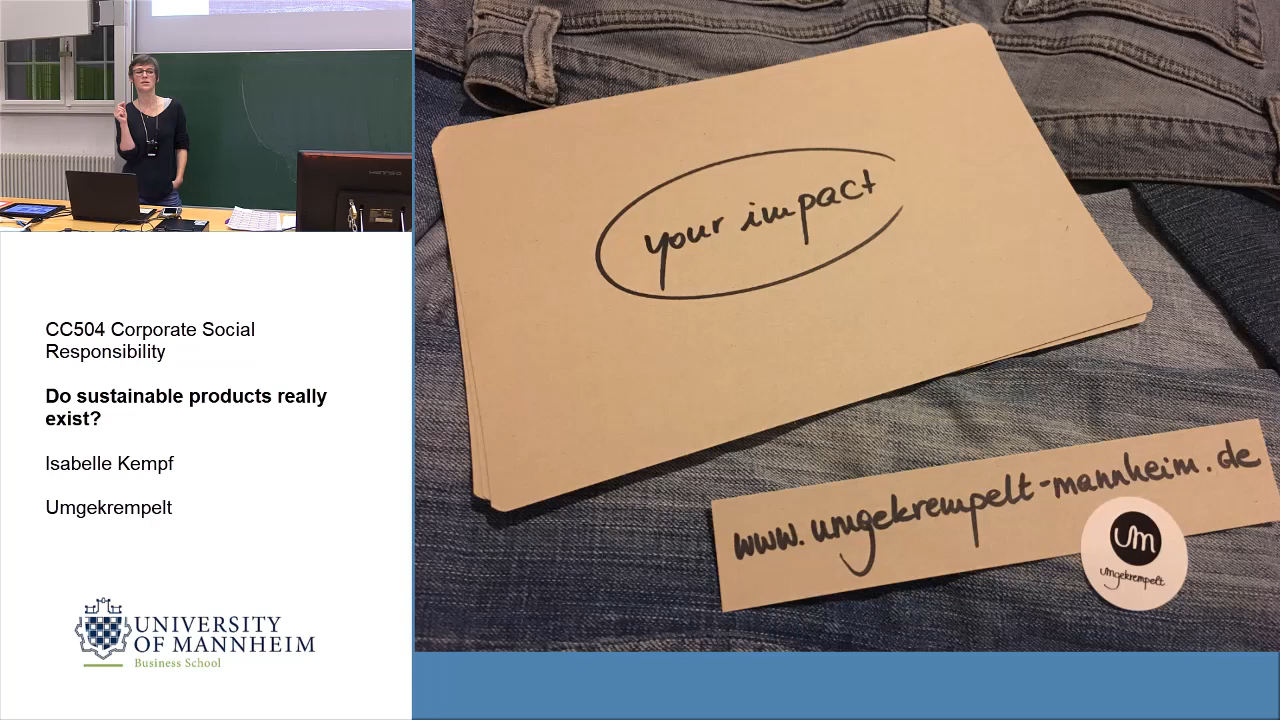 CC504 Corporate Social
Responsibility
Do sustainable products really
exist?
Isabelle Kempf
Umgekrempelt
UNIVERSITY
OF MANNHEIM
Business School
your impact
www.umgekrempelt-mannheim.de
um
umgekrempelt